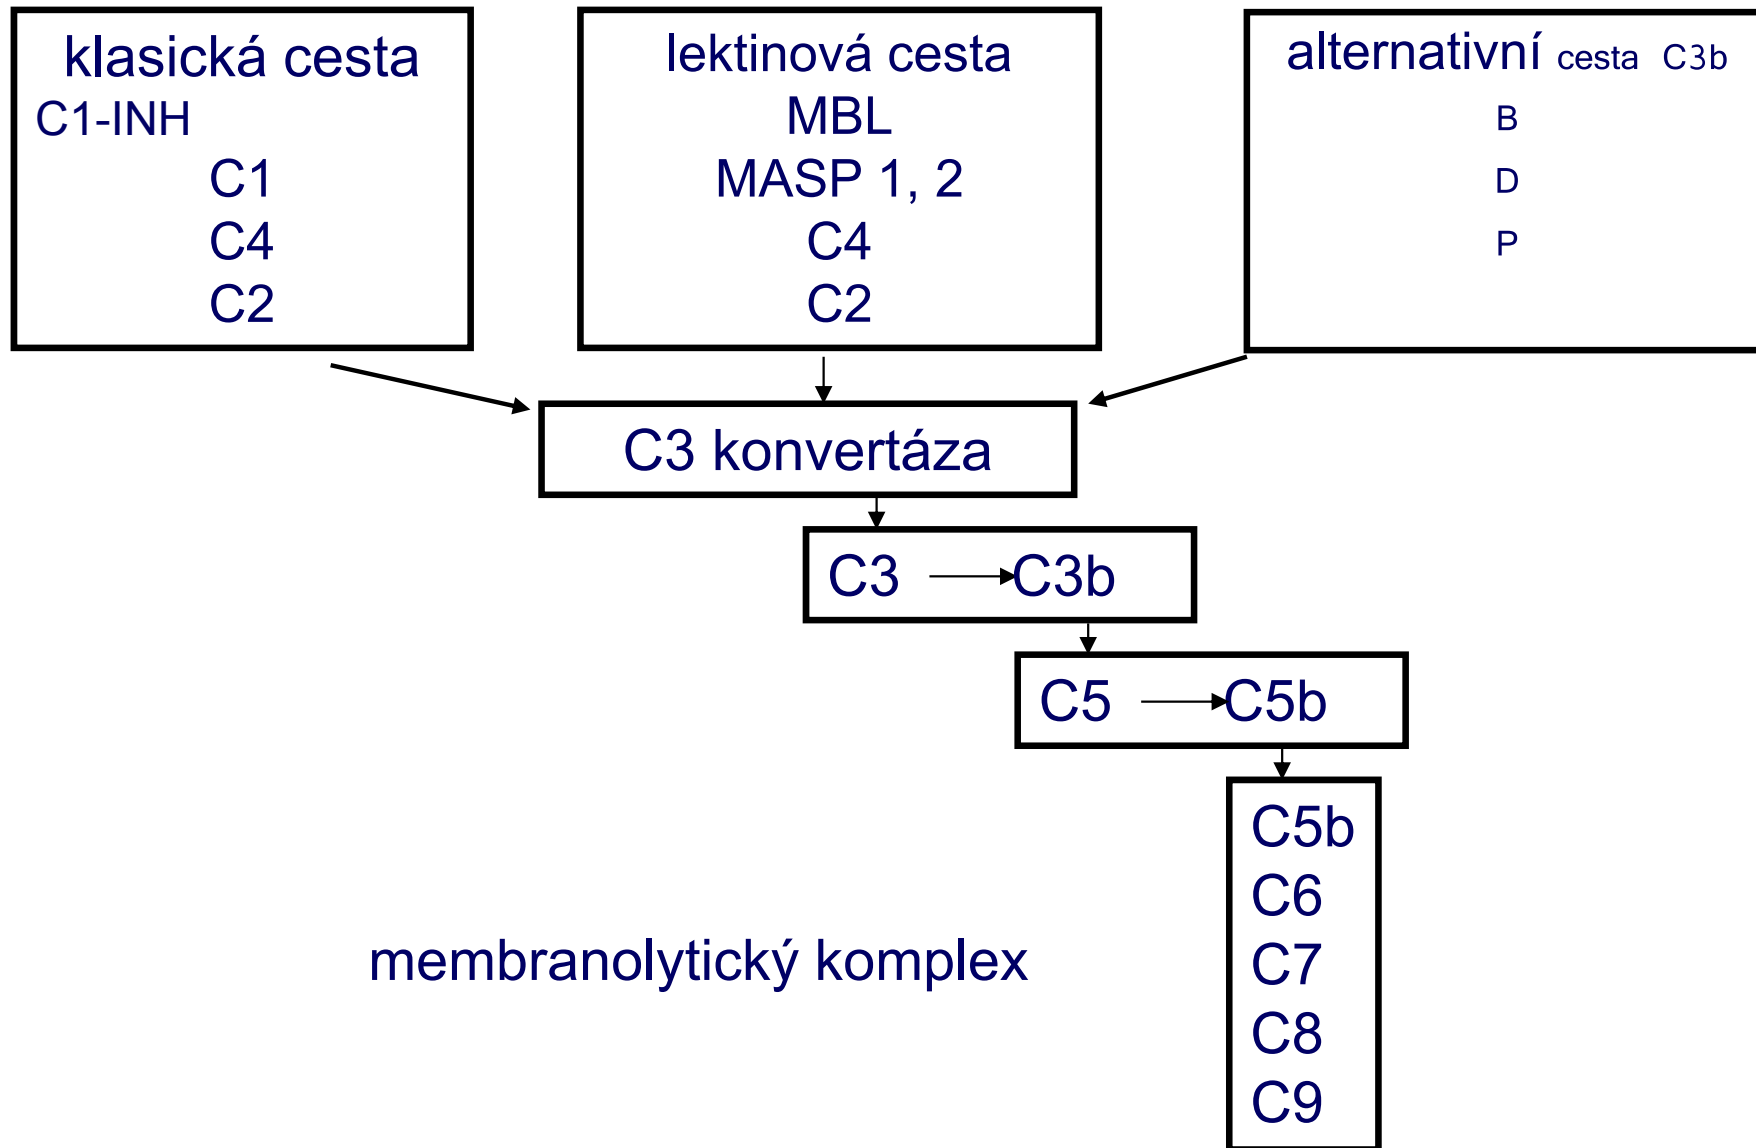 klasická cesta
C1-INH
C1
C4
C2
lektinová cesta
MBL
MASP 1, 2
C4
C2
alternativní cesta C3b
B
D
P
C3 konvertáza
C3 C3b
C5 C5b
C5b
C6
C7
C8
C9
membranolytický komplex